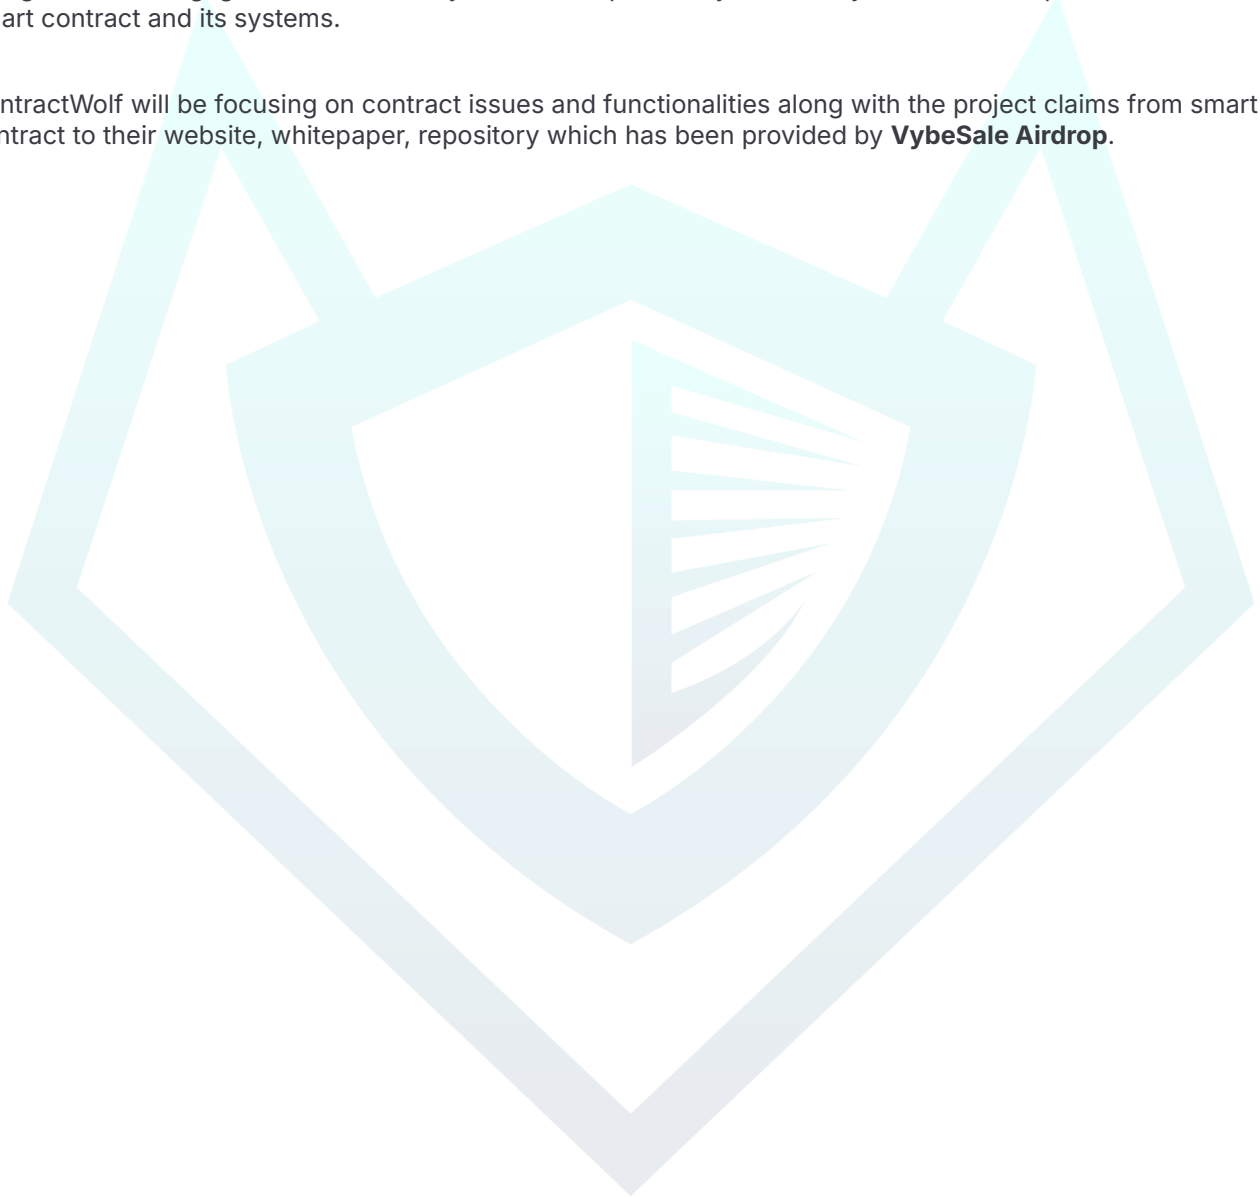 art contract and its systems.
ntractWolf will be focusing on contract issues and functionalities along with the project claims from smart
ntract to their website, whitepaper, repository which has been provided by VybeSale Airdrop.